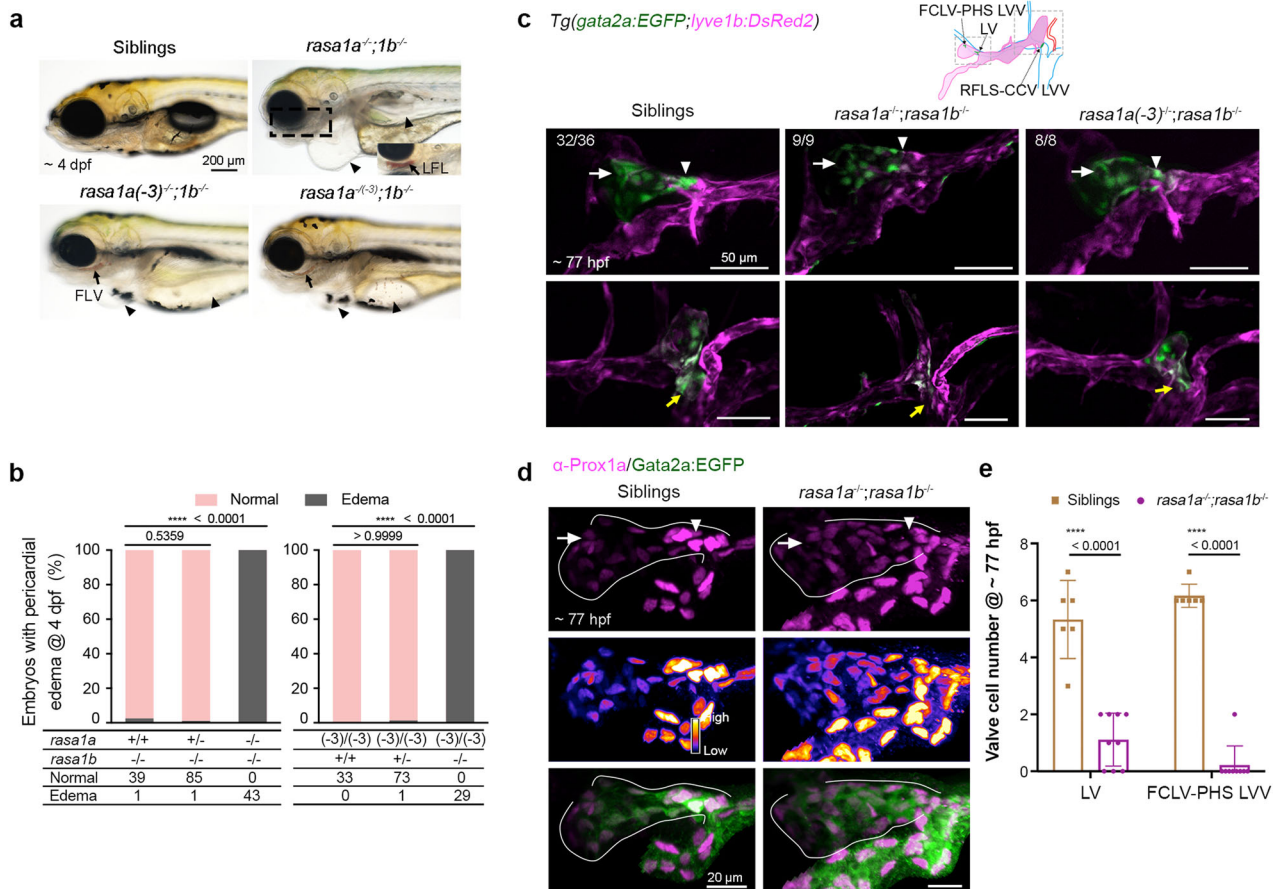 a
Siblings
rasa1a-/-;1b-/-
~ 4 dpf
200 µm
LFL
rasa1a(-3)-/-;1b-/-
rasa1a-/(-3);1b-/-
FLV
b
Normal
Edema
**** < 0.0001
0.5359
**** < 0.0001
> 0.9999
Embryos with pericardial
edema @ 4 dpf (%)
100
80
60
40
20
0
100
80
60
40
20
0
rasa1a +/+ +/- -/- (-3)/(-3) (-3)/(-3) (-3)/(-3)
rasa1b -/- -/- -/- +/+ +/- -/-
Normal 39 85 0 33 73 0
Edema 1 1 43 0 1 29
c
Tg(gata2a:EGFP;lyve1b:DsRed2)
FCLV-PHS LVV
LV
RFLS-CCV LVV
Siblings
rasa1a-/-;rasa1b-/-
rasa1a(-3)-/-;rasa1b-/-
32/36
9/9
8/8
~ 77 hpf
50 µm
d
α-Prox1a/Gata2a:EGFP
Siblings
rasa1a-/-;rasa1b-/-
~ 77 hpf
High
Low
20 µm
e
Siblings
rasa1a-/-;rasa1b-/-
Valve cell number @ ~ 77 hpf
8
6
4
2
0
****
< 0.0001
****
< 0.0001
LV
FCLV-PHS LVV